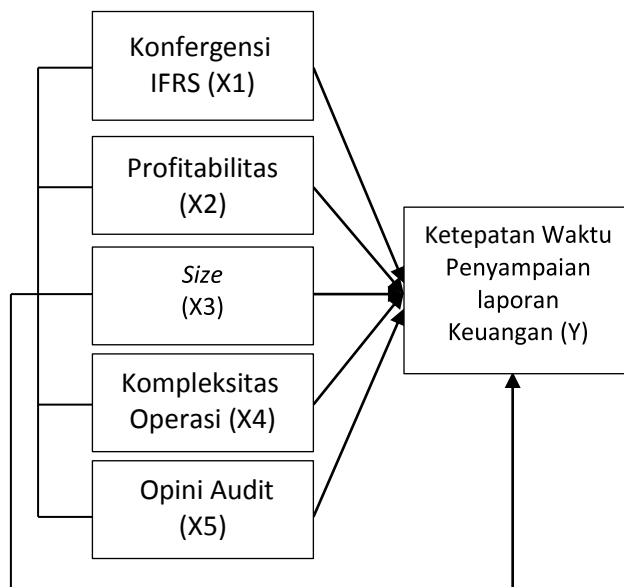 Konfergensi
IFRS (X1)
Profitabilitas
(X2)
Size
(X3)
Kompleksitas
Operasi (X4)
Opini Audit
(X5)
Ketepatan Waktu
Penyampaian
laporan
Keuangan (Y)